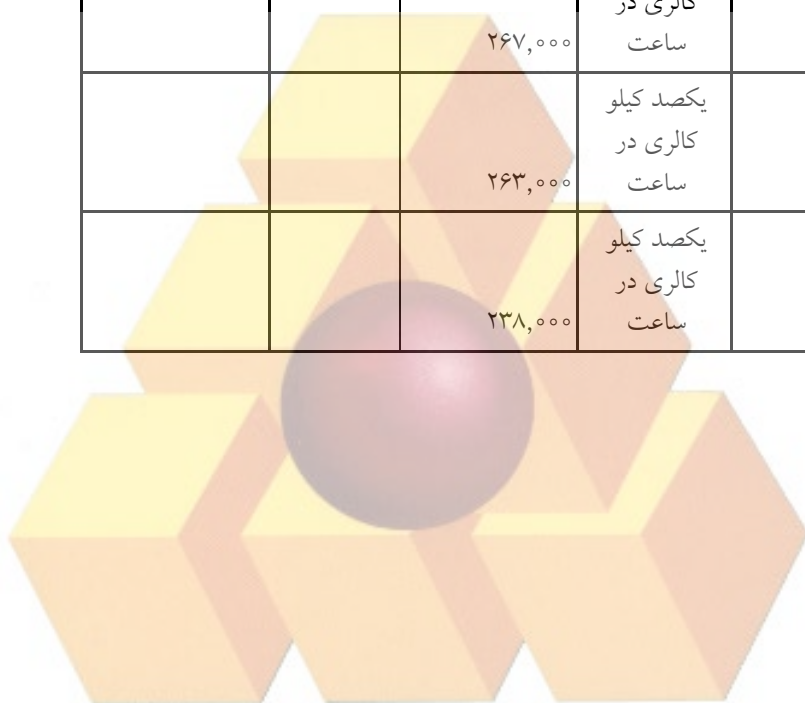 کالری در
ساعت
۲۶۷,۰۰۰
یکصد کیلو
کالری در
ساعت
۲۶۳,۰۰۰
یکصد کیلو
کالری در
ساعت
۲۳۸,۰۰۰